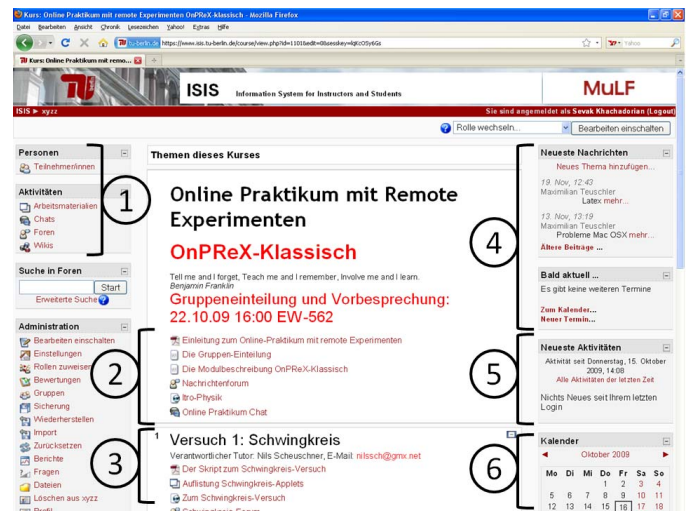 Kurs: Online Praktikum mit remote Experimenten OnPReX-klassisch - Mozilla Firefox
Datei Bearbeiten Ansicht Chronik Lesezeichen Yahoo! Extras Hilfe
tu-berlin.de https://www.isis.tu-berlin.de/course/view.php?id=1101&edit=0&sesskey=lqKcOSy6Gs
Yahoo
Kurs: Online Praktikum mit remo...
ISIS Information System for Instructors and Students
MuLF
ISIS ► xyzz
Sie sind angemeldet als Sevak Khachadorian (Logout)
Rolle wechseln...
Bearbeiten einschalten
Personen
Teilnehmer/innen
Aktivitäten
Arbeitsmaterialien
Chats
Foren
Wikis
1
Suche in Foren
Start
Erweiterte Suche
Administration
Bearbeiten einschalten
Einstellungen
Rollen zuweisen
Bewertungen
Gruppen
Sicherung
Wiederherstellen
Import
Zurücksetzen
Berichte
Fragen
Dateien
Löschen aus xyzz
Profil
Themen dieses Kurses
Online Praktikum mit Remote
Experimenten
OnPReX-Klassisch
Tell me and I forget, Teach me and I remember, Involve me and I learn.
Benjamin Franklin
Gruppeneinteilung und Vorbesprechung:
22.10.09 16:00 EW-562
2
Einleitung zum Online-Praktikum mit remote Experimenten
Die Gruppen-Einteilung
Die Modulbeschreibung OnPReX-Klassisch
Nachrichtenforum
ltro-Physik
Online Praktikum Chat
3
1
Versuch 1: Schwingkreis
Verantwortlicher Tutor: Nils Scheuschner, E-Mail: nilssch@gmx.net
Der Skript zum Schwingkreis-Versuch
Auflistung Schwingkreis-Applets
Zum Schwingkreis-Versuch
Schwingkreis-Forum
4
Neueste Nachrichten
Neues Thema hinzufügen...
19. Nov, 12:43
Maximilian Teuschler
Latex mehr...
13. Nov, 13:19
Maximilian Teuschler
Probleme Mac OSX mehr...
Ältere Beiträge ...
Bald aktuell ...
Es gibt keine weiteren Termine
Zum Kalender...
Neuer Termin...
5
Neueste Aktivitäten
Aktivität seit Donnerstag, 15. Oktober
2009, 14:08
Alle Aktivitäten der letzten Zeit
Nichts Neues seit Ihrem letzten
Login
6
Kalender
◄ Oktober 2009 ►
Mo Di Mi Do Fr Sa So
1 2 3 4
5 6 7 8 9 10 11
12 13 14 15 16 17 18